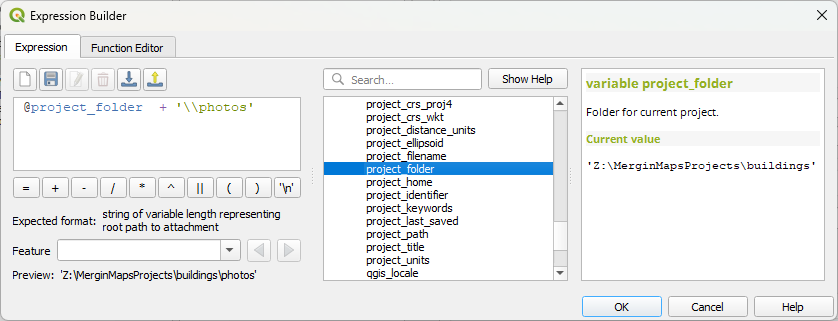 Expression Builder
Expression
Function Editor
@project_folder + '\\photos'
= + - / * ^ || ( ) '\n'
Expected format: string of variable length representing
root path to attachment
Feature
Preview: 'Z:\MerginMapsProjects\buildings\photos'
Search...
Show Help
project_crs_proj4
project_crs_wkt
project_distance_units
project_ellipsoid
project_filename
project_folder
project_home
project_identifier
project_keywords
project_last_saved
project_path
project_title
project_units
qgis_locale
variable project_folder
Folder for current project.
Current value
'Z:\MerginMapsProjects\buildings'
OK
Cancel
Help